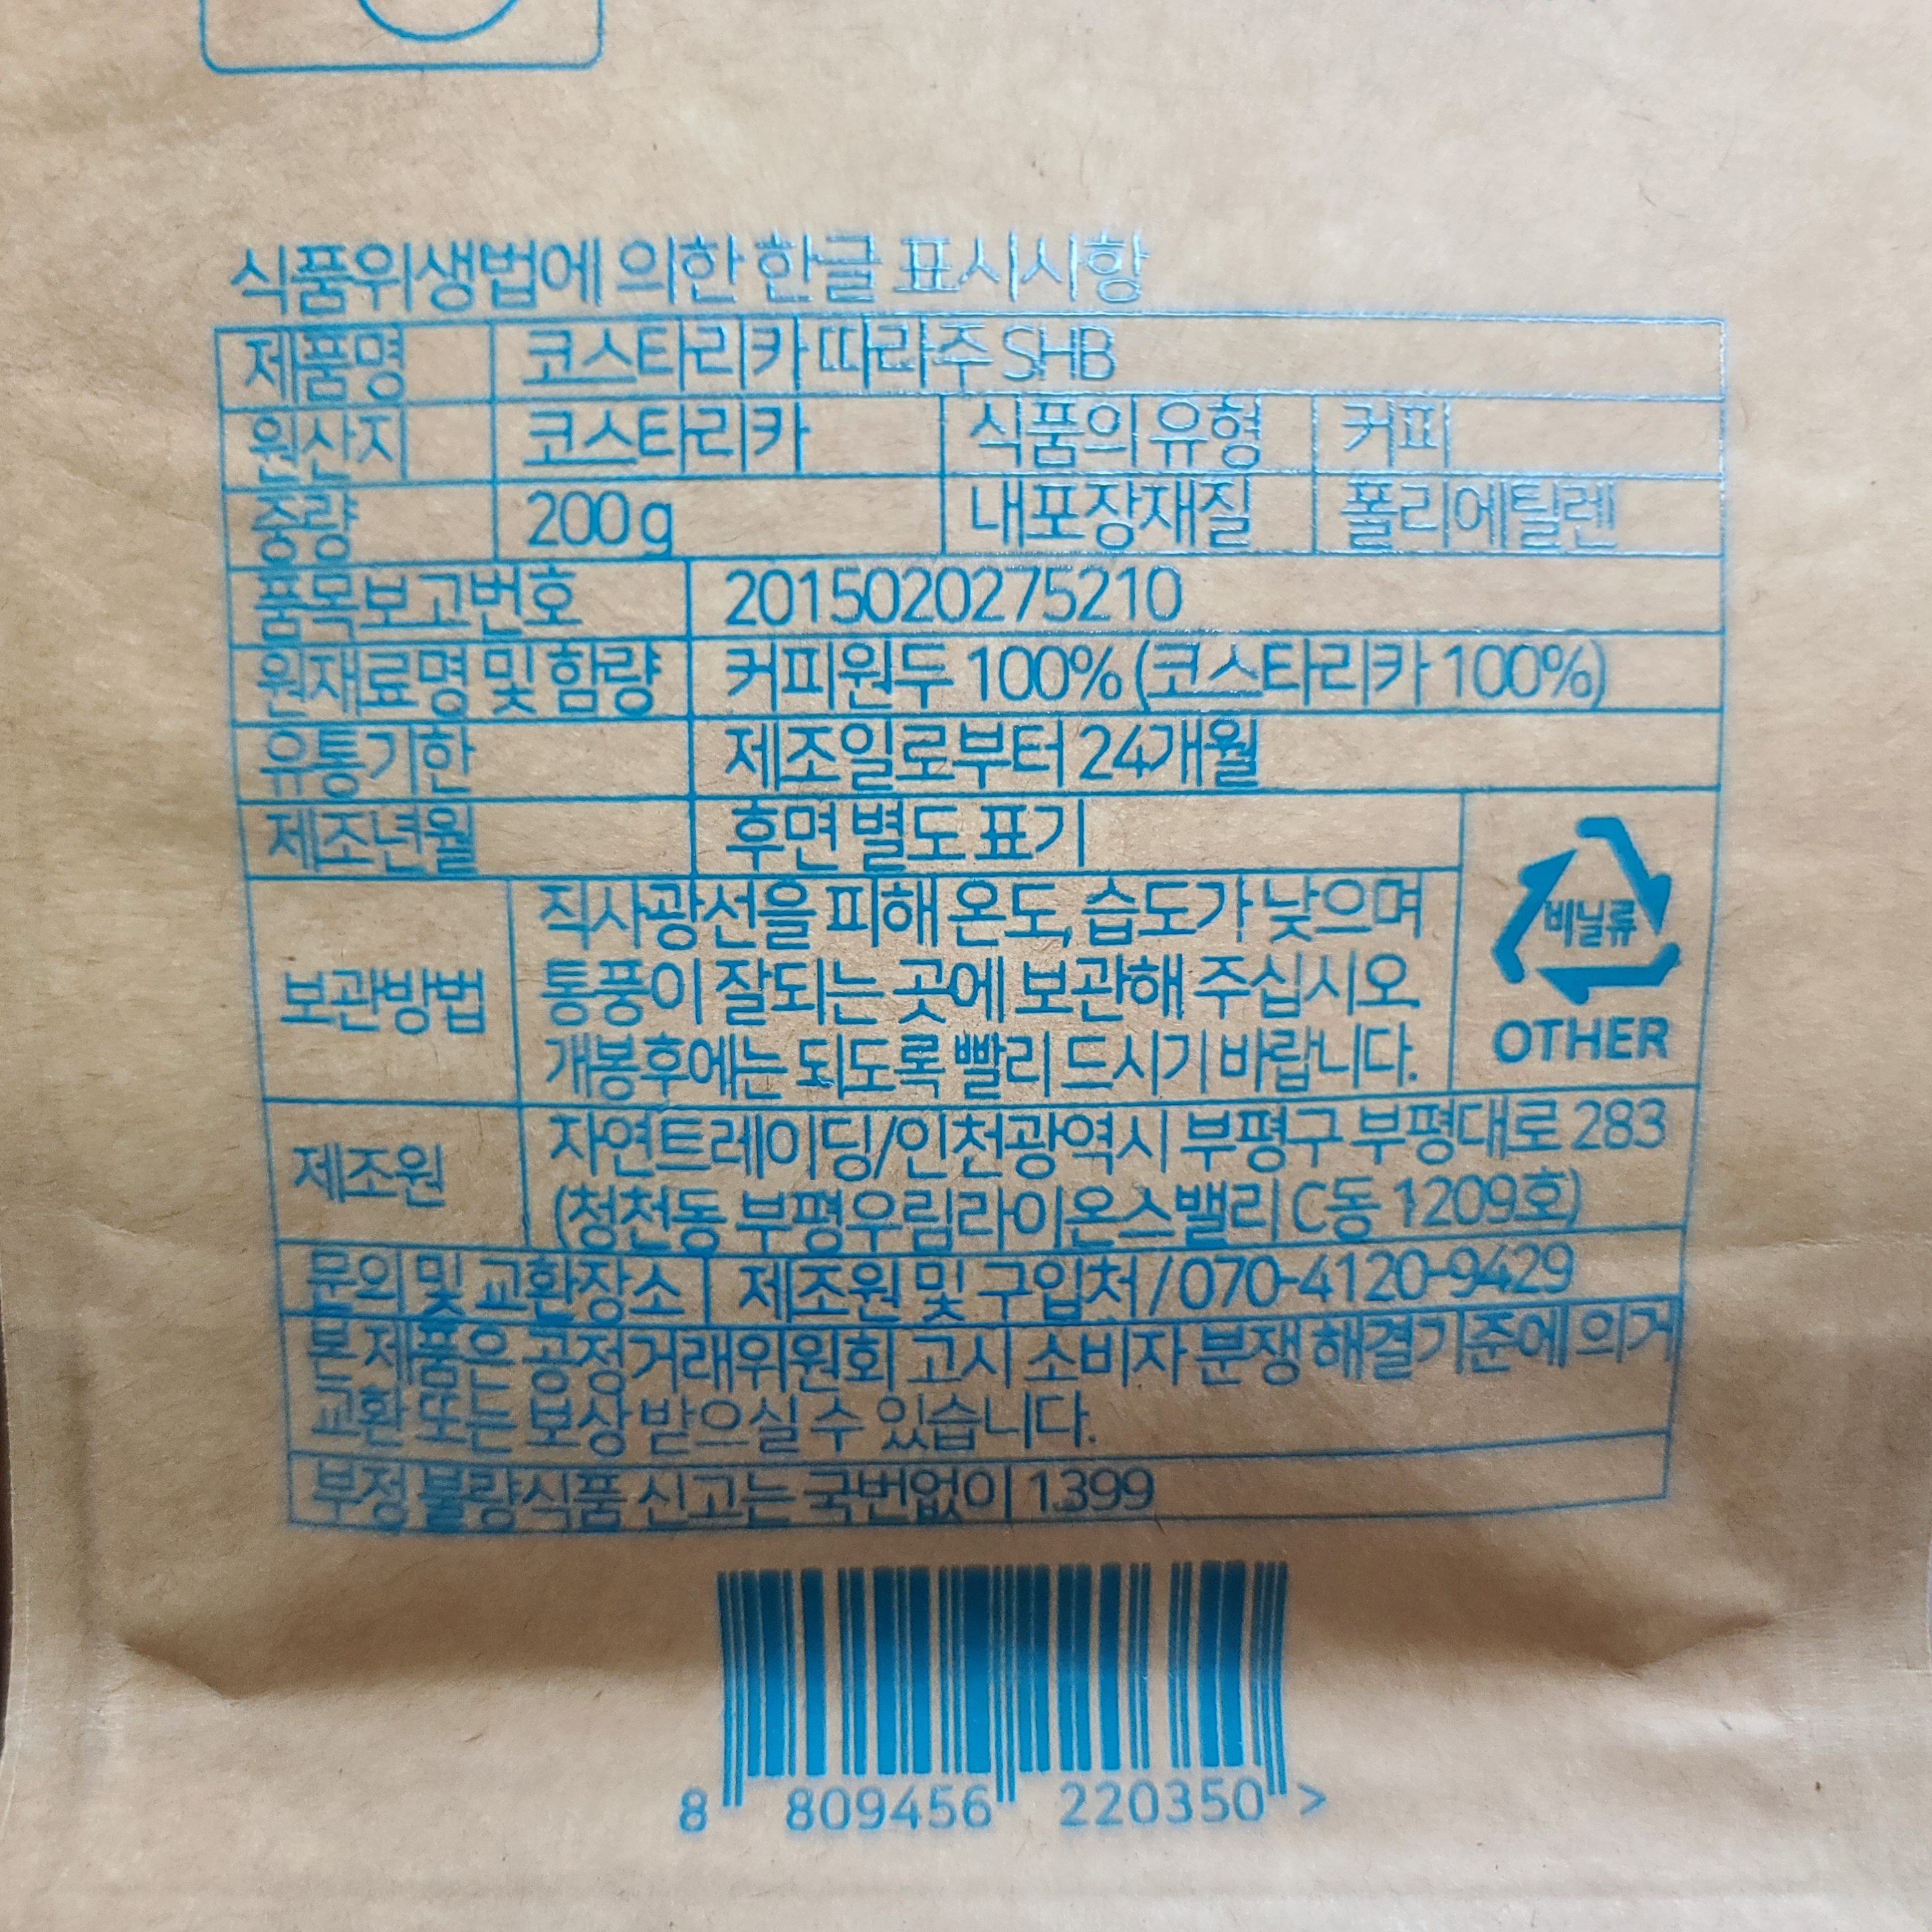 식품위생법에 의한 한글 표시사항
제품명 코스타리카 따라주 SHB
원산지 코스타리카 식품의 유형 커피
중량 200g 내포장재질 폴리에틸렌
품목보고번호 2015020275210
원재료명 및 함량 커피원두 100% (코스타리카 100%)
유통기한 제조일로부터 24개월
제조년월 후면 별도 표기
비닐류
OTHER
보관방법
직사광선을 피해 온도, 습도가 낮으며
통풍이 잘되는 곳에 보관해 주십시오
개봉후에는 되도록 빨리 드시기 바랍니다.
제조원
자연트레이딩/인천광역시 부평구 부평대로 283
(청천동 부평우림라이온스밸리 C동 1209호)
문의 및 교환장소 제조원 및 구입처 / 070-4120-9429
본 제품은 공정거래위원회 고시 소비자 분쟁 해결기준에 의거
교환 또는 보상 받으실 수 있습니다.
부정 불량식품 신고는 국번없이 1399
8 809456 220350 >